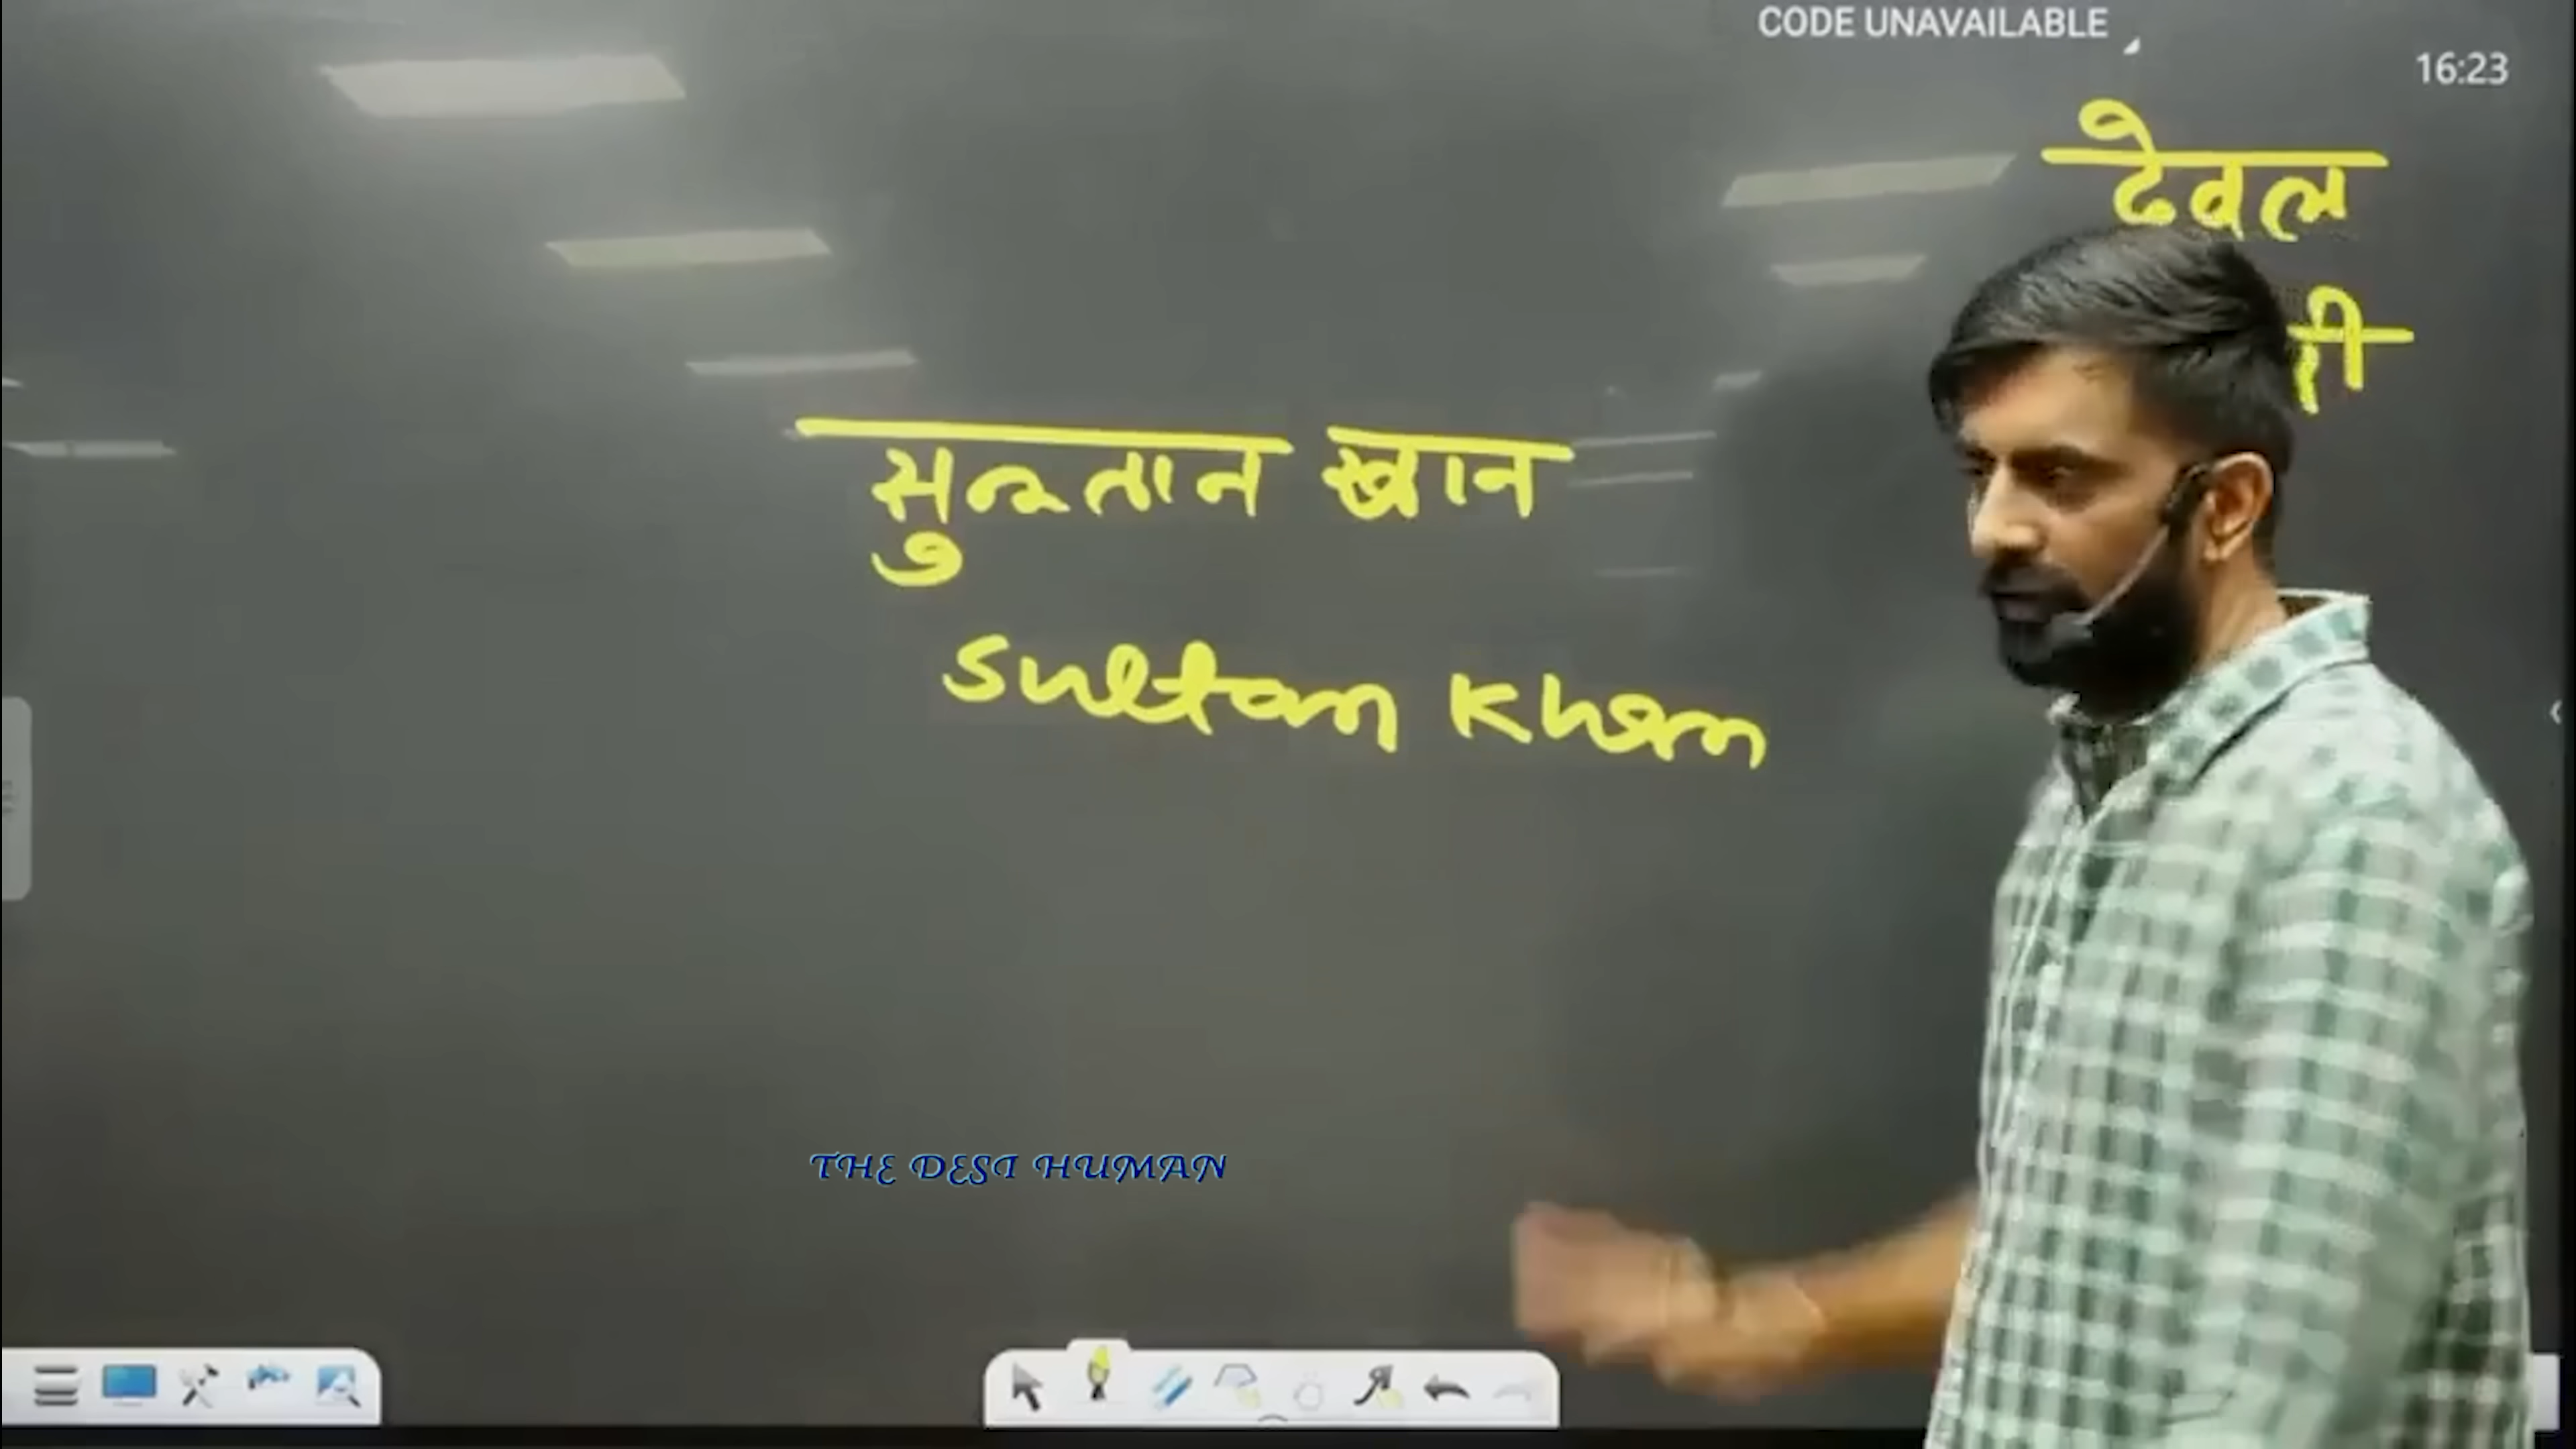 CODE UNAVAILABLE
16:23
देवल
सुल्तान खान
Sultan Khan
THE DESI HUMAN